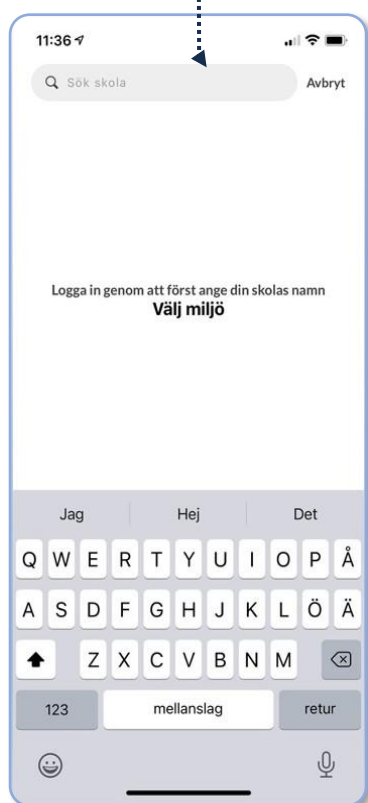 11:36
Sök skola
Avbryt
Logga in genom att först ange din skolas namn
Välj miljö
Jag Hej Det
Q W E R T Y U I O P Å
A S D F G H J K L Ö Ä
Z X C V B N M
123 mellanslag retur